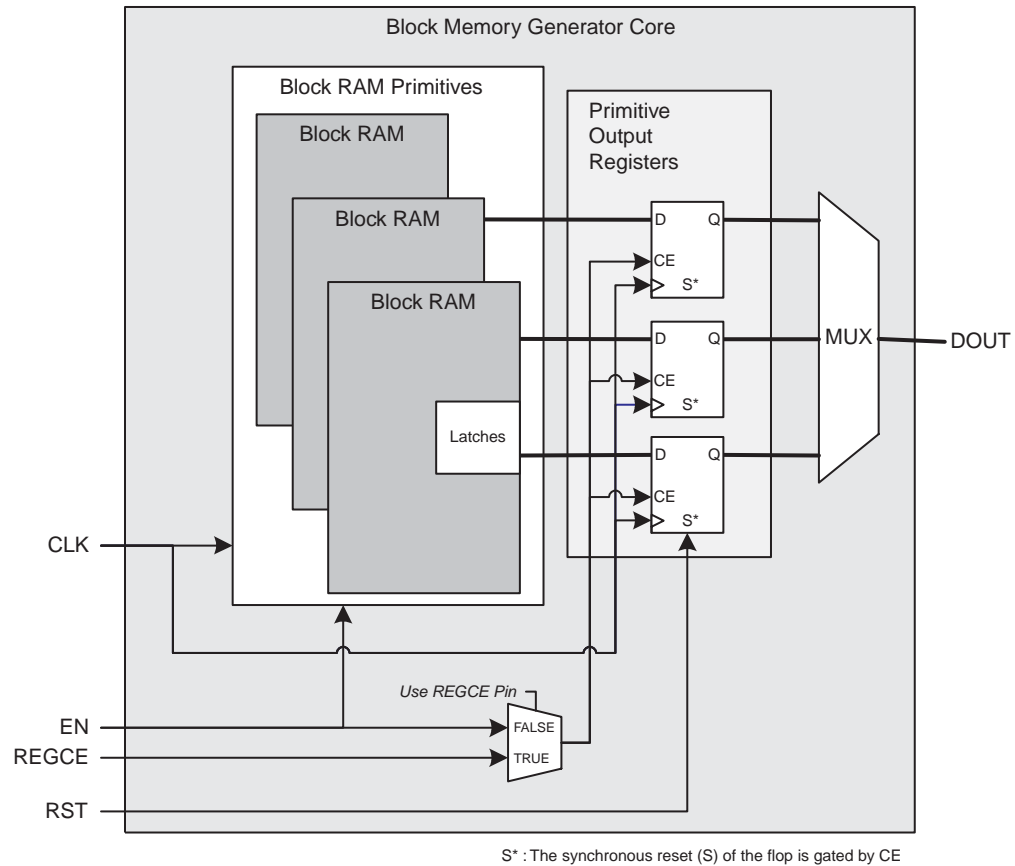 Block Memory Generator Core
Block RAM Primitives
Block RAM
Block RAM
Block RAM
Latches
Primitive
Output
Registers
D Q
CE
S*
D Q
CE
S*
D Q
CE
S*
MUX
DOUT
CLK
Use REGCE Pin
EN
FALSE
REGCE
TRUE
RST
S* : The synchronous reset (S) of the flop is gated by CE